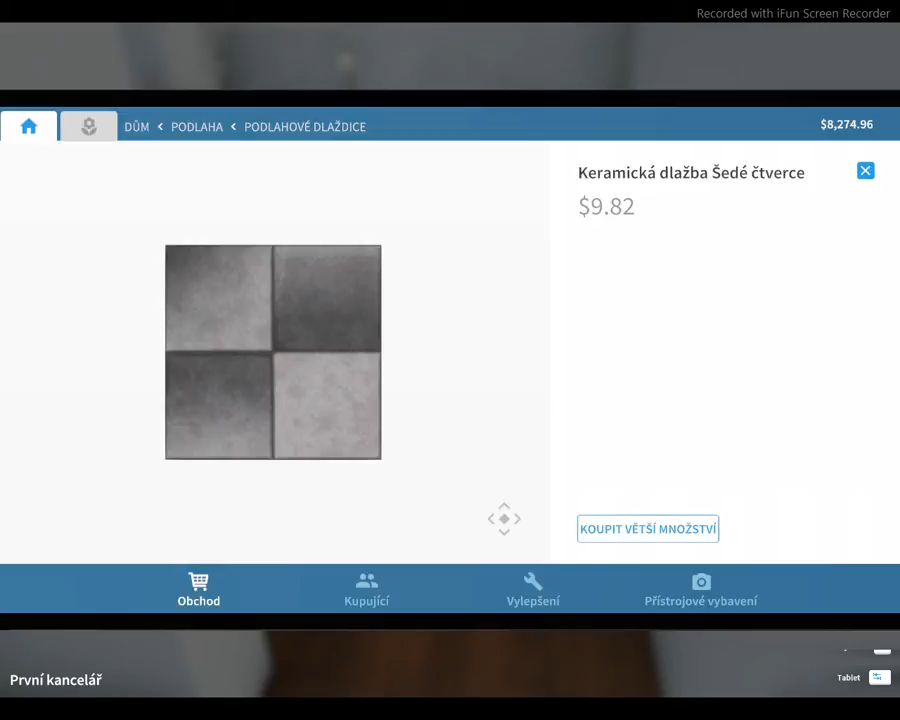 Recorded with iFun Screen Recorder
DŮM < PODLAHA < PODLAHOVÉ DLAŽDICE
$8,274.96
Keramická dlažba Šedé čtverce
$9.82
KOUPIT VĚTŠÍ MNOŽSTVÍ
Obchod
Kupující
Vylepšení
Přístrojové vybavení
První kancelář
Tablet